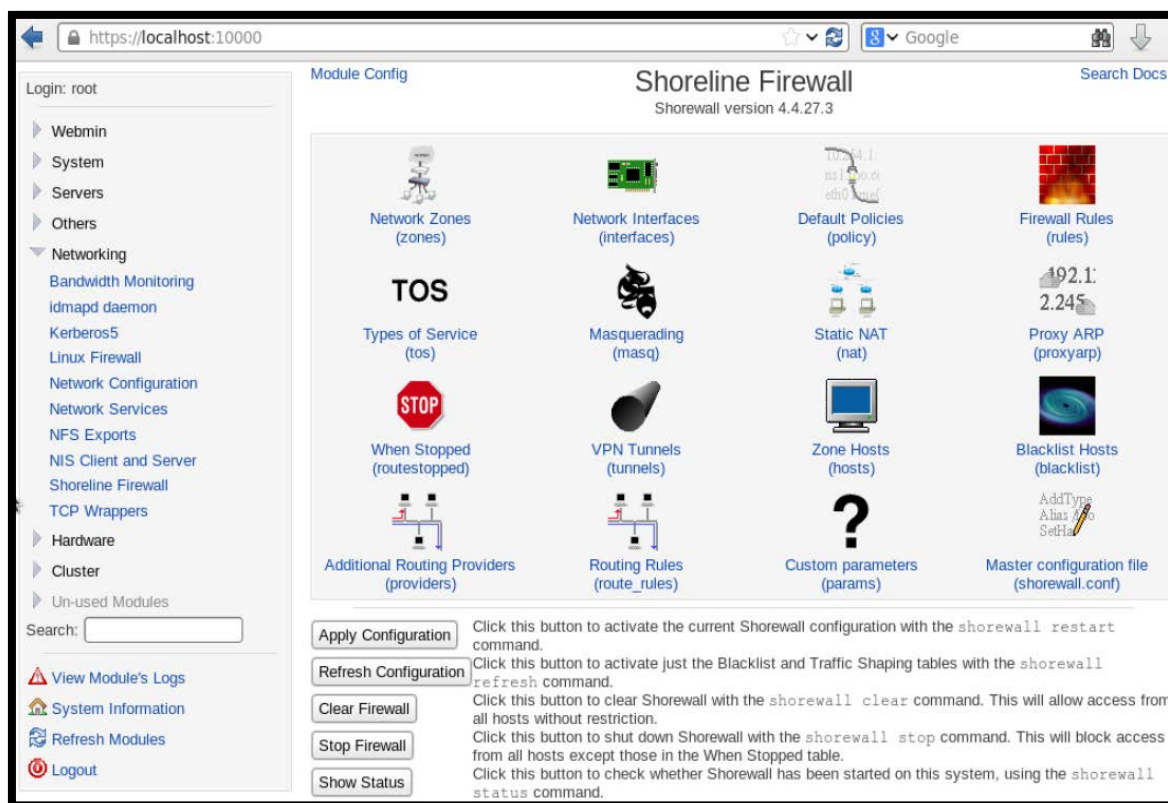 https://localhost:10000
Google
Login: root
Webmin
System
Servers
Others
Networking
Bandwidth Monitoring
idmapd daemon
Kerberos5
Linux Firewall
Network Configuration
Network Services
NFS Exports
NIS Client and Server
Shoreline Firewall
TCP Wrappers
Hardware
Cluster
Un-used Modules
Search:
View Module's Logs
System Information
Refresh Modules
Logout
Module Config
Shoreline Firewall
Search Docs
Shorewall version 4.4.27.3
Network Zones
(zones)
Network Interfaces
(interfaces)
Default Policies
(policy)
Firewall Rules
(rules)
TOS
Types of Service
(tos)
Masquerading
(masq)
Static NAT
(nat)
2.245
Proxy ARP
(proxyarp)
STOP
When Stopped
(routestopped)
VPN Tunnels
(tunnels)
Zone Hosts
(hosts)
Blacklist Hosts
(blacklist)
Additional Routing Providers
(providers)
Routing Rules
(route_rules)
?
Custom parameters
(params)
AddType
Alias
Master configuration file
(shorewall.conf)
Apply Configuration
Click this button to activate the current Shorewall configuration with the shorewall restart
command.
Refresh Configuration
Click this button to activate just the Blacklist and Traffic Shaping tables with the shorewall
refresh command.
Clear Firewall
Click this button to clear Shorewall with the shorewall clear command. This will allow access from
all hosts without restriction.
Stop Firewall
Click this button to shut down Shorewall with the shorewall stop command. This will block access
from all hosts except those in the When Stopped table.
Show Status
Click this button to check whether Shorewall has been started on this system, using the shorewall
status command.